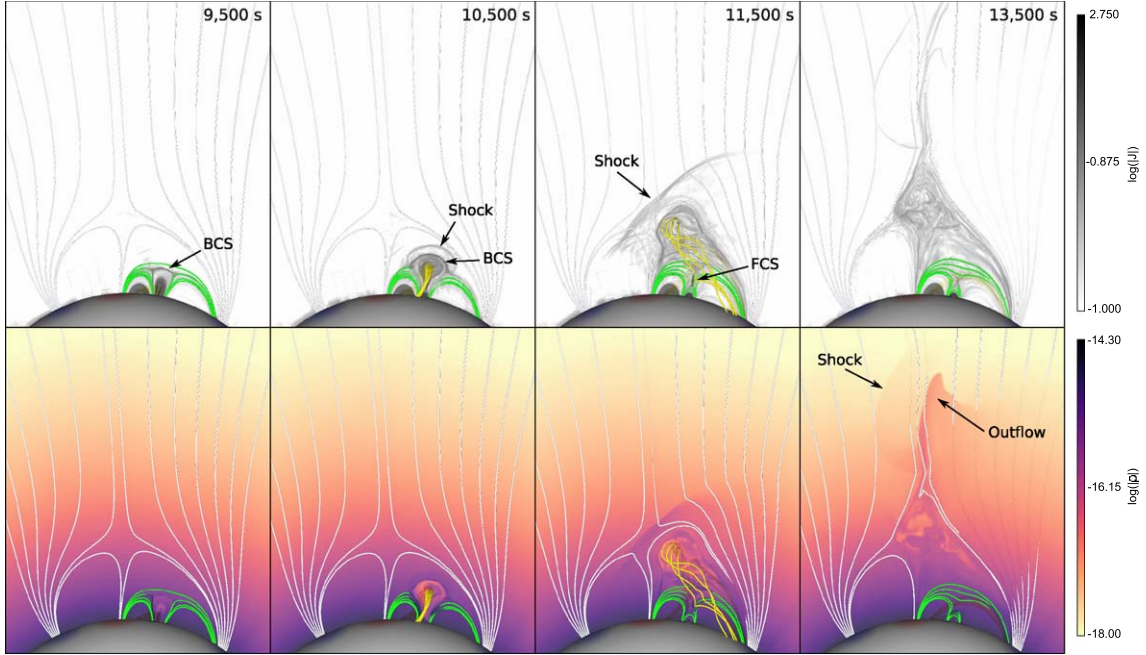 9,500 s
10,500 s
11,500 s
13,500 s
2.750
-0.875
-1.000
log(|J|)
BCS
Shock
BCS
Shock
FCS
-14.30
-16.15
-18.00
log(|ρ|)
Shock
Outflow